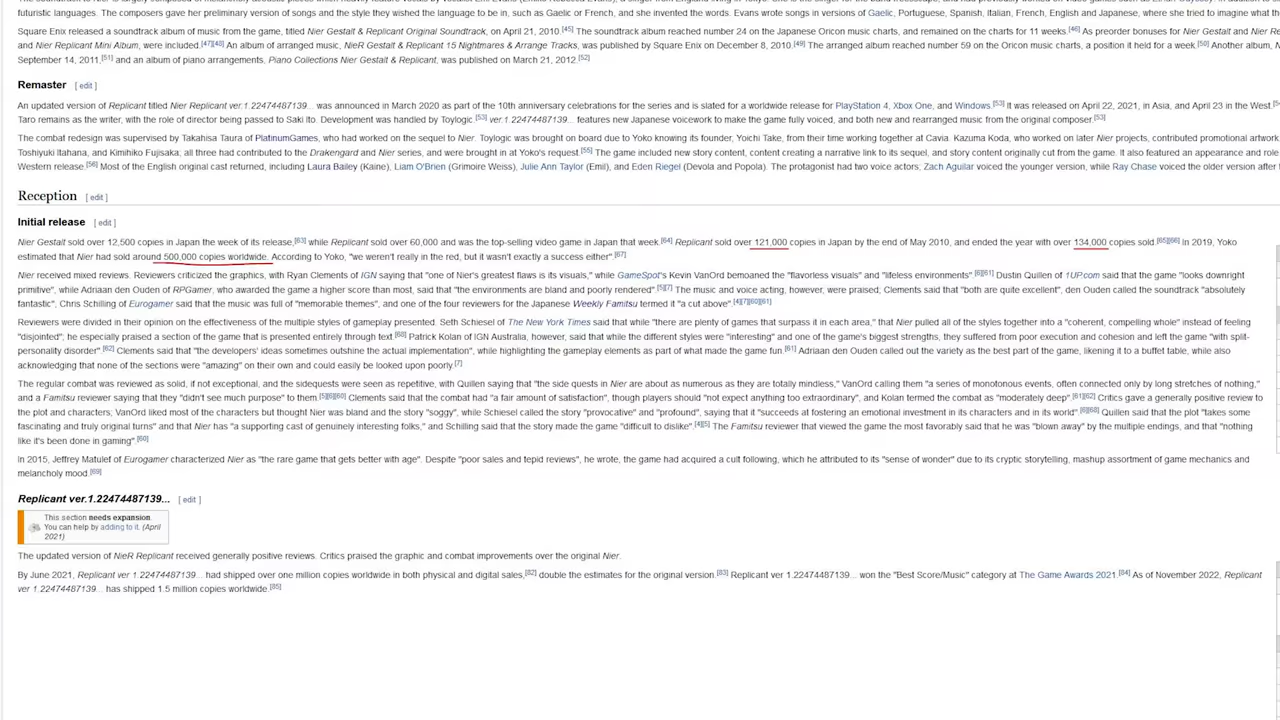 futuristic languages. The composers gave her preliminary version of songs and the style they wished the language to be in, such as Gaelic or French, and she invented the words. Evans wrote songs in versions of Gaelic, Portuguese, Spanish, Italian, French, English and Japanese, where she tried to imagine what th
Square Enix released a soundtrack album of music from the game, titled Nier Gestalt & Replicant Original Soundtrack, on April 21, 2010.[45] The soundtrack album reached number 24 on the Japanese Oricon music charts, and remained on the charts for 11 weeks.[46] As preorder bonuses for Nier Gestalt and Nier Re
and Nier Replicant Mini Album, were included.[47][48] An album of arranged music, NieR Gestalt & Replicant 15 Nightmares & Arrange Tracks, was published by Square Enix on December 8, 2010.[49] The arranged album reached number 59 on the Oricon music charts, a position it held for a week.[50] Another album, N
September 14, 2011,[51] and an album of piano arrangements, Piano Collections Nier Gestalt & Replicant, was published on March 21, 2012.[52]
Remaster [ edit ]
An updated version of Replicant titled Nier Replicant ver.1.22474487139... was announced in March 2020 as part of the 10th anniversary celebrations for the series and is slated for a worldwide release for PlayStation 4, Xbox One, and Windows.[53] It was released on April 22, 2021, in Asia, and April 23 in the West.[54
Taro remains as the writer, with the role of director being passed to Saki Ito. Development was handled by Toylogic.[53] ver.1.22474487139... features new Japanese voicework to make the game fully voiced, and both new and rearranged music from the original composer.[53]
The combat redesign was supervised by Takahisa Taura of PlatinumGames, who had worked on the sequel to Nier. Toylogic was brought on board due to Yoko knowing its founder, Yoichi Take, from their time working together at Cavia. Kazuma Koda, who worked on later Nier projects, contributed promotional artwork
Toshiyuki Itahana, and Kimihiko Fujisaka; all three had contributed to the Drakengard and Nier series, and were brought in at Yoko's request.[55] The game included new story content, content creating a narrative link to its sequel, and story content originally cut from the game. It also featured an appearance and role
Western release.[56] Most of the English original cast returned, including Laura Bailey (Kaine), Liam O'Brien (Grimoire Weiss), Julie Ann Taylor (Emil), and Eden Riegel (Devola and Popola). The protagonist had two voice actors; Zach Aguilar voiced the younger version, while Ray Chase voiced the older version after
Reception [ edit ]
Initial release [ edit ]
Nier Gestalt sold over 12,500 copies in Japan the week of its release,[63] while Replicant sold over 60,000 and was the top-selling video game in Japan that week.[64] Replicant sold over 121,000 copies in Japan by the end of May 2010, and ended the year with over 134,000 copies sold.[65][66] In 2019, Yoko
estimated that Nier had sold around 500,000 copies worldwide. According to Yoko, "we weren't really in the red, but it wasn't exactly a success either".[67]
Nier received mixed reviews. Reviewers criticized the graphics, with Ryan Clements of IGN saying that "one of Nier's greatest flaws is its visuals," while GameSpot's Kevin VanOrd bemoaned the "flavorless visuals" and "lifeless environments".[6][61] Dustin Quillen of 1UP.com said that the game "looks downright
primitive", while Adriaan den Ouden of RPGamer, who awarded the game a higher score than most, said that "the environments are bland and poorly rendered".[5][7] The music and voice acting, however, were praised; Clements said that "both are quite excellent", den Ouden called the soundtrack "absolutely
fantastic", Chris Schilling of Eurogamer said that the music was full of "memorable themes", and one of the four reviewers for the Japanese Weekly Famitsu termed it "a cut above".[4][7][60][61]
Reviewers were divided in their opinion on the effectiveness of the multiple styles of gameplay presented. Seth Schiesel of The New York Times said that while "there are plenty of games that surpass it in each area," that Nier pulled all of the styles together into a "coherent, compelling whole" instead of feeling
"disjointed"; he especially praised a section of the game that is presented entirely through text.[68] Patrick Kolan of IGN Australia, however, said that while the different styles were "interesting" and one of the game's biggest strengths, they suffered from poor execution and cohesion and left the game "with split-
personality disorder".[62] Clements said that "the developers' ideas sometimes outshine the actual implementation", while highlighting the gameplay elements as part of what made the game fun.[61] Adriaan den Ouden called out the variety as the best part of the game, likening it to a buffet table, while also
acknowledging that none of the sections were "amazing" on their own and could easily be looked upon poorly.[7]
The regular combat was reviewed as solid, if not exceptional, and the sidequests were seen as repetitive, with Quillen saying that "the side quests in Nier are about as numerous as they are totally mindless," VanOrd calling them "a series of monotonous events, often connected only by long stretches of nothing,"
and a Famitsu reviewer saying that they "didn't see much purpose" to them.[5][6][60] Clements said that the combat had "a fair amount of satisfaction", though players should "not expect anything too extraordinary", and Kolan termed the combat as "moderately deep".[61][62] Critics gave a generally positive review to
the plot and characters; VanOrd liked most of the characters but thought Nier was bland and the story "soggy", while Schiesel called the story "provocative" and "profound", saying that it "succeeds at fostering an emotional investment in its characters and in its world".[6][68] Quillen said that the plot "takes some
fascinating and truly original turns" and that Nier has "a supporting cast of genuinely interesting folks," and Schilling said that the story made the game "difficult to dislike".[4][5] The Famitsu reviewer that viewed the game the most favorably said that he was "blown away" by the multiple endings, and that "nothing
like it's been done in gaming".[60]
In 2015, Jeffrey Matulef of Eurogamer characterized Nier as "the rare game that gets better with age". Despite "poor sales and tepid reviews", he wrote, the game had acquired a cult following, which he attributed to its "sense of wonder" due to its cryptic storytelling, mashup assortment of game mechanics and
melancholy mood.[69]
Replicant ver.1.22474487139... [ edit ]
This section needs expansion.
You can help by adding to it. (April
2021)
The updated version of NieR Replicant received generally positive reviews. Critics praised the graphic and combat improvements over the original Nier.
By June 2021, Replicant ver 1.22474487139... had shipped over one million copies worldwide in both physical and digital sales,[82] double the estimates for the original version.[83] Replicant ver 1.22474487139... won the "Best Score/Music" category at The Game Awards 2021.[84] As of November 2022, Replicant
ver 1.22474487139... has shipped 1.5 million copies worldwide.[85]